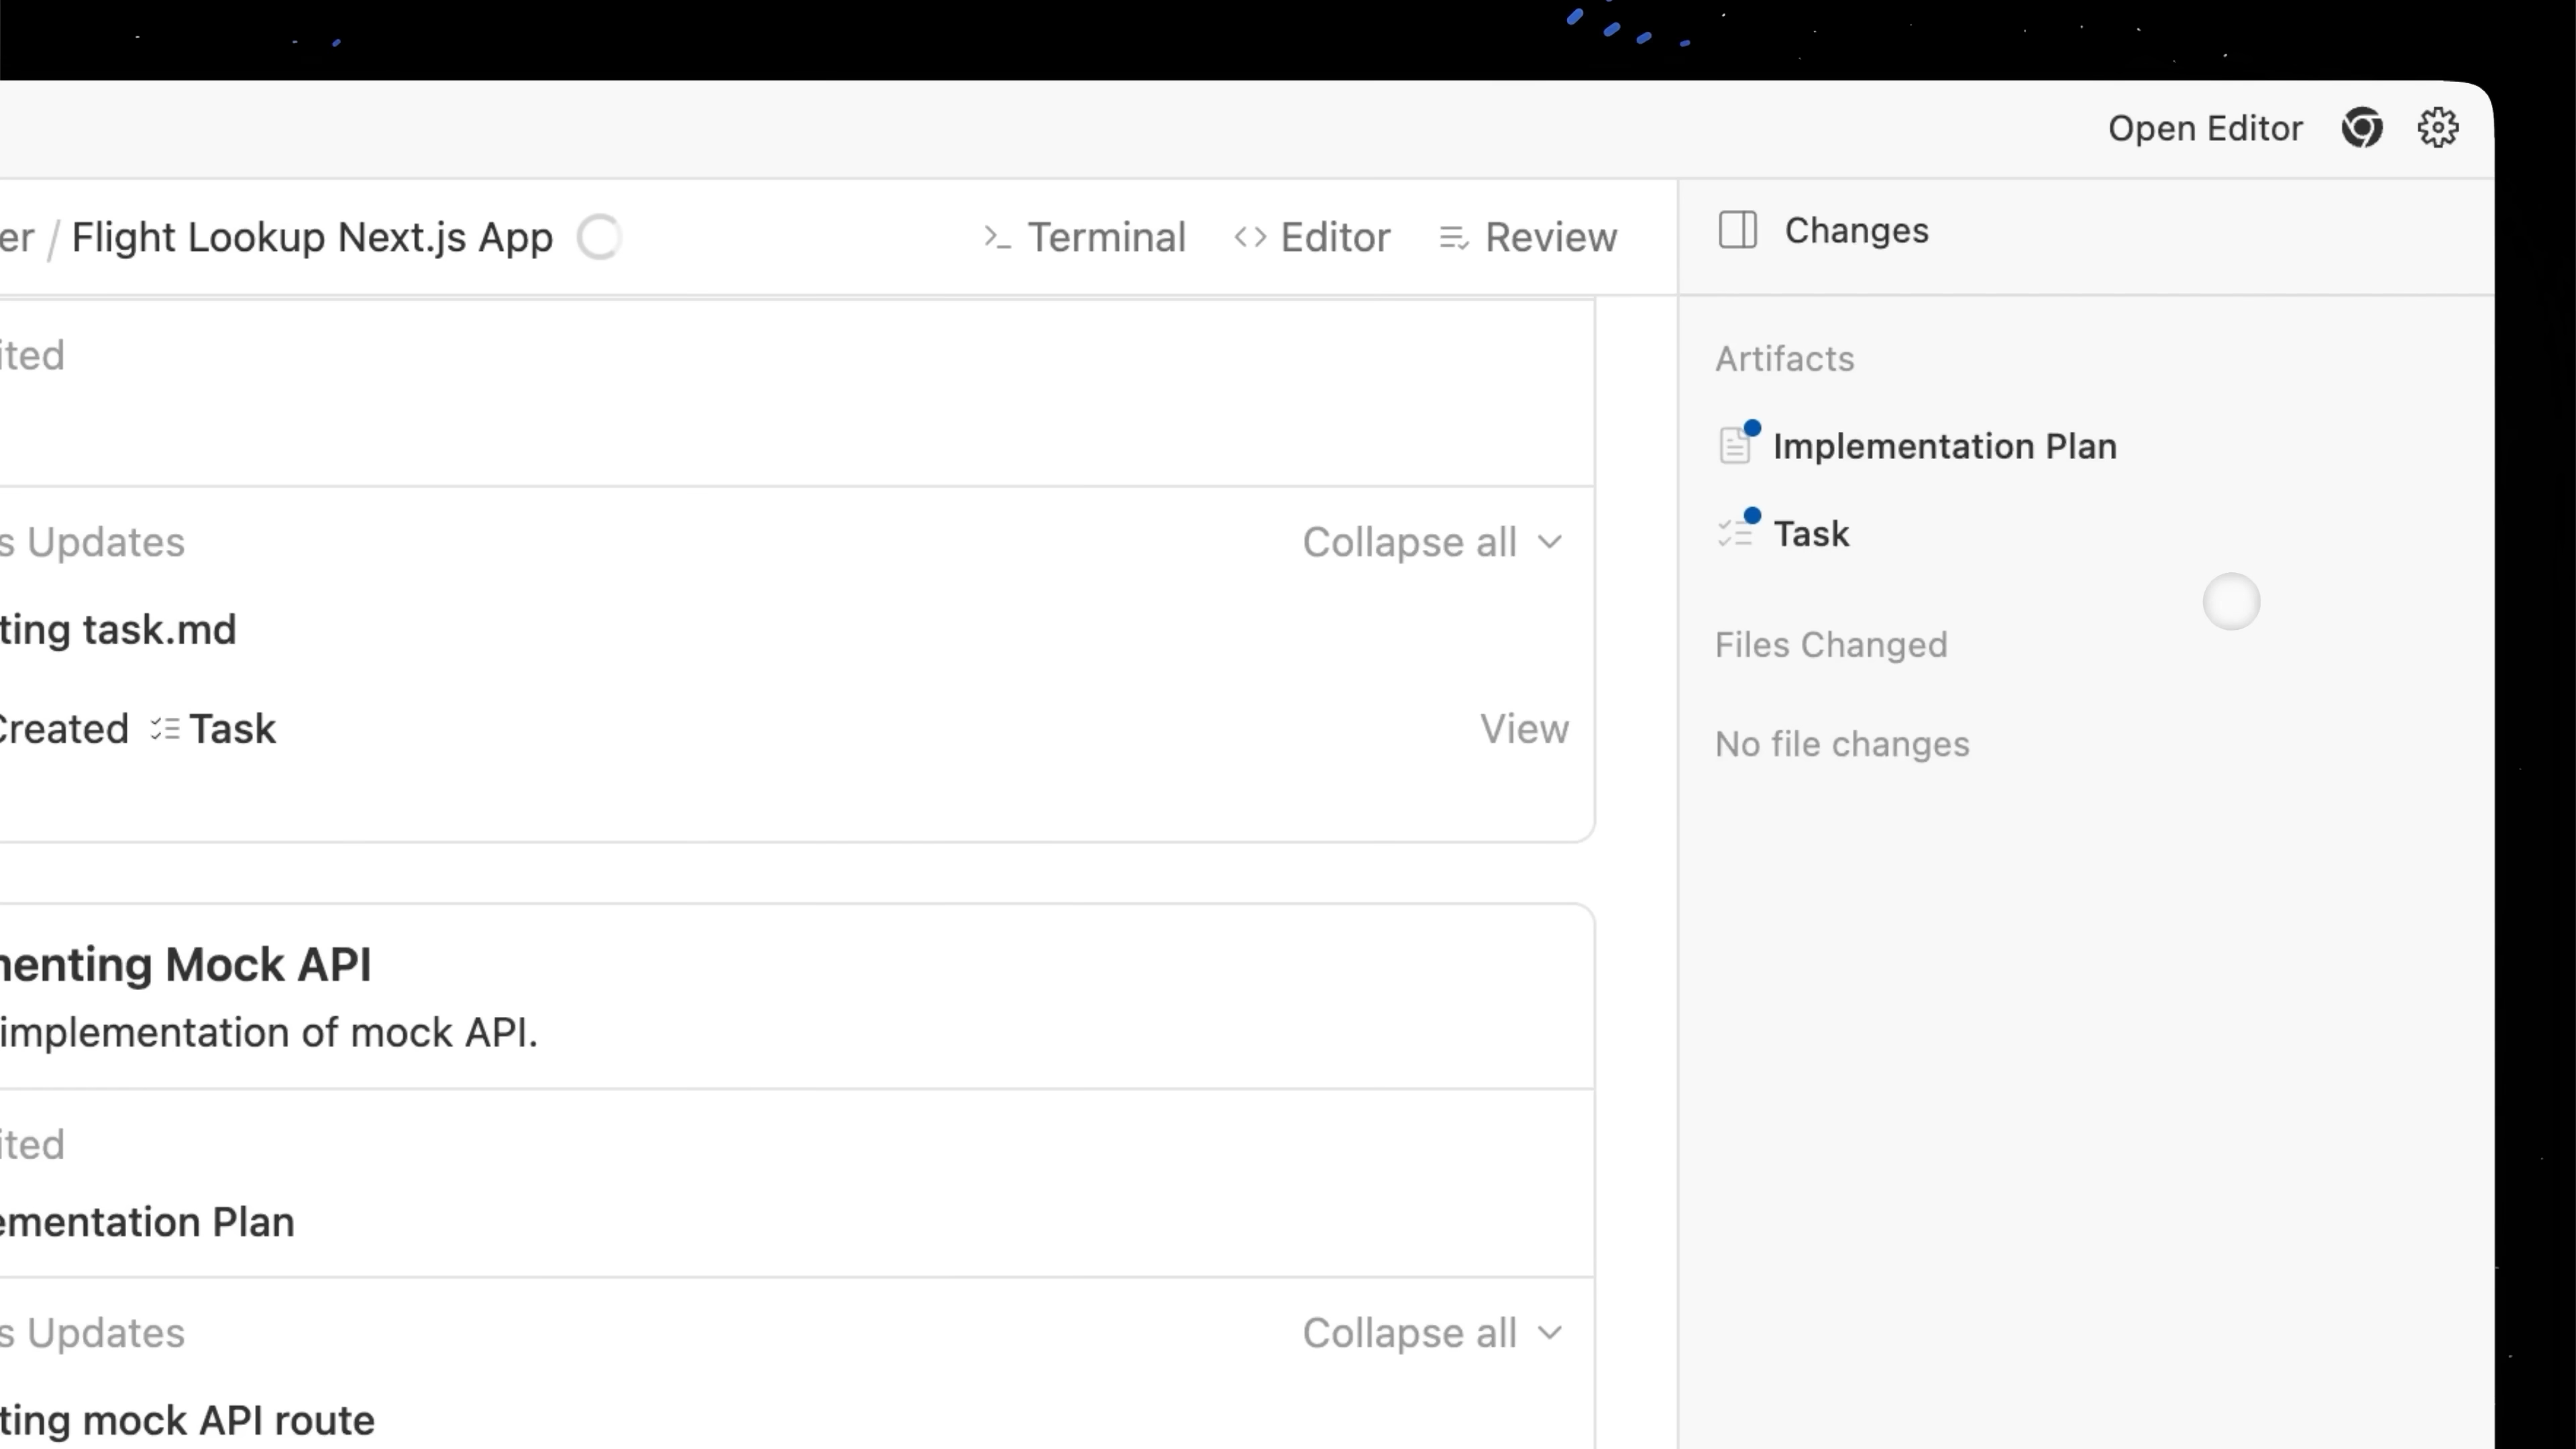 Open Editor
er / Flight Lookup Next.js App
Terminal
Editor
Review
Changes
ited
Artifacts
Implementation Plan
Task
s Updates
Collapse all
ting task.md
Created Task
View
Files Changed
No file changes
menting Mock API
implementation of mock API.
ited
ementation Plan
s Updates
Collapse all
ting mock API route